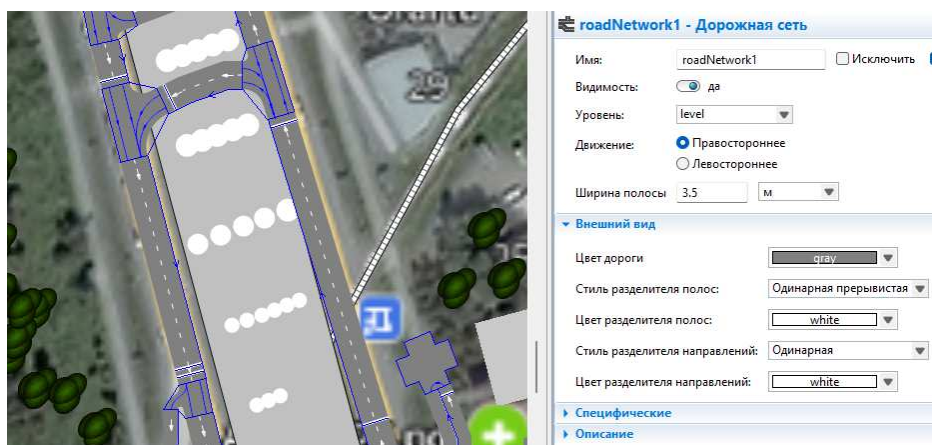 29
roadNetwork1 - Дорожная сеть
Имя: roadNetwork1 Исключить
Видимость: да
Уровень: level
Движение: Правостороннее
Левостороннее
Ширина полосы 3.5 м
Внешний вид
Цвет дороги gray
Стиль разделителя полос: Одинарная прерывистая
Цвет разделителя полос: white
Стиль разделителя направлений: Одинарная
Цвет разделителя направлений: white
Специфические
Описание